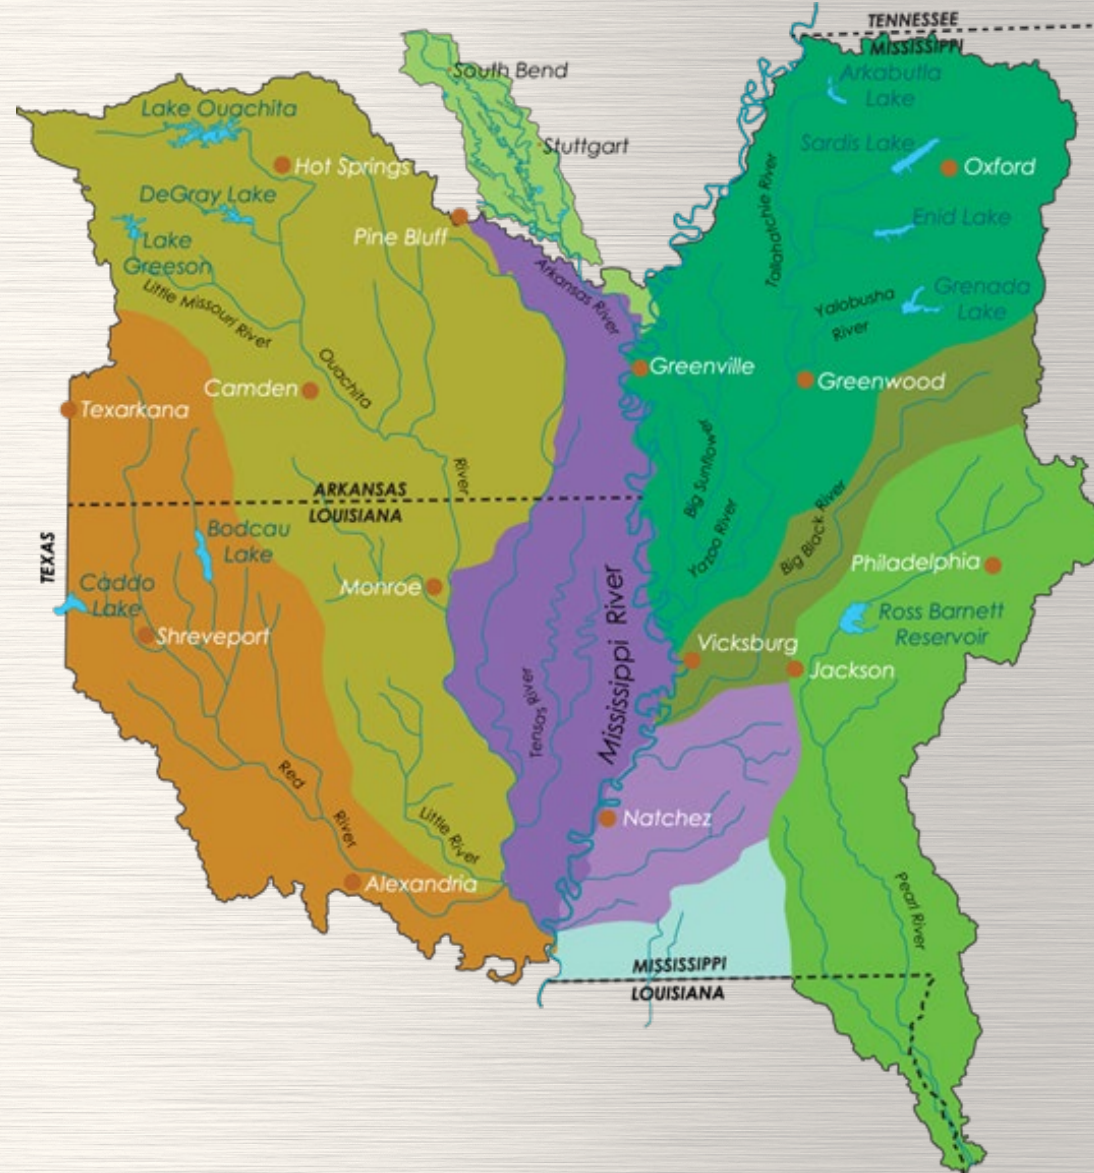 TENNESSEE
MISSISSIPPI
South Bend
Arkabutla
Lake
Lake Ouachita
Stuttgart
Sardis Lake
Hot Springs
Oxford
DeGray Lake
Tallahatchie River
Enid Lake
Pine Bluff
Lake
Greeson
Arkansas River
Little Missouri River
Yalobusha
River
Grenada
Lake
Greenville
Ouachita
River
Camden
Greenwood
Texarkana
Big Sunflower
ARKANSAS
LOUISIANA
Yazoo River
Big Black River
Bodcau
Lake
TEXAS
Philadelphia
Caddo
Lake
Monroe
Mississippi River
Ross Barnett
Reservoir
Shreveport
Vicksburg
Jackson
Tensas River
Red
River
Little River
Natchez
Alexandria
Pearl River
MISSISSIPPI
LOUISIANA